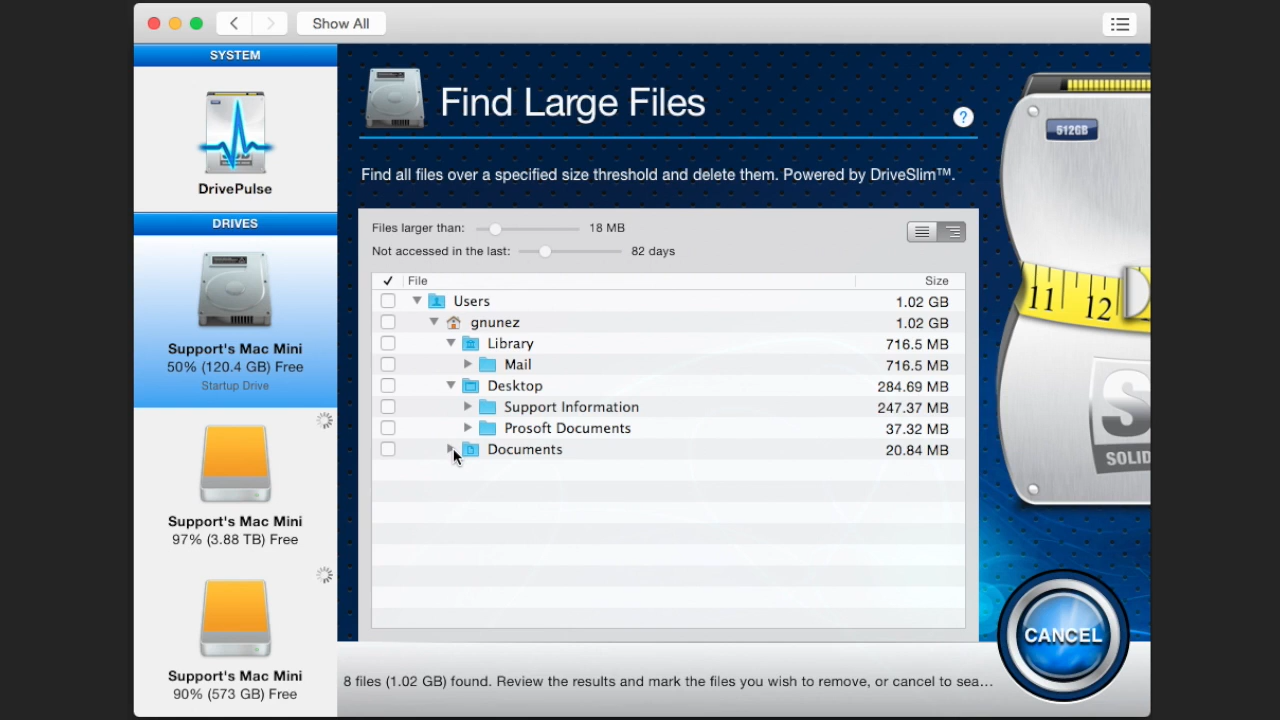 Show All
SYSTEM
DrivePulse
DRIVES
Support's Mac Mini
50% (120.4 GB) Free
Startup Drive
Support's Mac Mini
97% (3.88 TB) Free
Support's Mac Mini
90% (573 GB) Free
Find Large Files
?
Find all files over a specified size threshold and delete them. Powered by DriveSlim™.
Files larger than: 18 MB
Not accessed in the last: 82 days
✓ File Size
Users 1.02 GB
gnunez 1.02 GB
Library 716.5 MB
Mail 716.5 MB
Desktop 284.69 MB
Support Information 247.37 MB
Prosoft Documents 37.32 MB
Documents 20.84 MB
512GB
11 12
S
SOLID
CANCEL
8 files (1.02 GB) found. Review the results and mark the files you wish to remove, or cancel to sea…